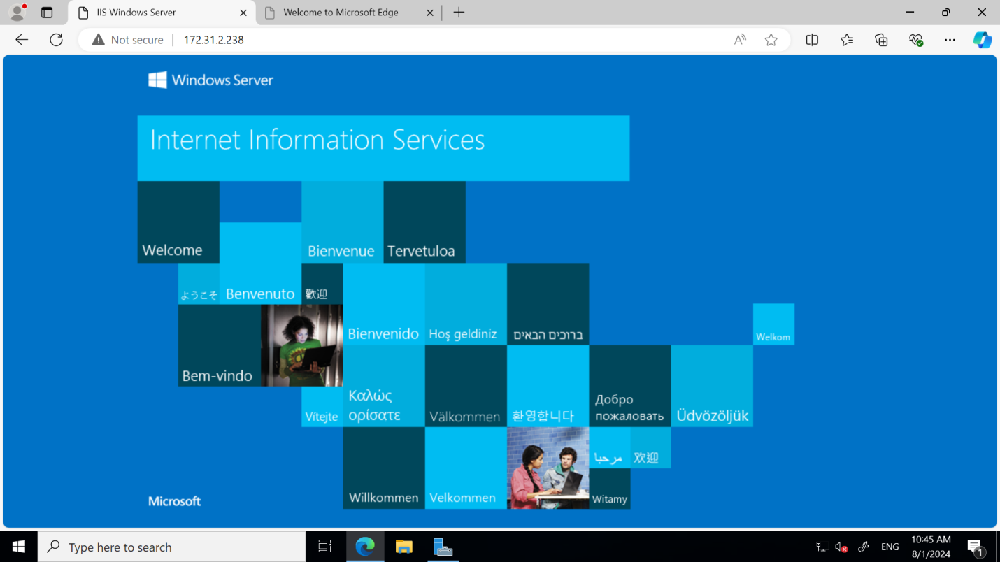 IIS Windows Server
Welcome to Microsoft Edge
Not secure
172.31.2.238
Windows Server
Internet Information Services
Welcome
Bienvenue
Tervetuloa
ようこそ
Benvenuto
歡迎
Bienvenido
Hoş geldiniz
ברוכים הבאים
Welkom
Bem-vindo
Vítejte
Καλώς
ορίσατε
Välkommen
환영합니다
Добро
пожаловать
Üdvözöljük
Willkommen
Velkommen
مرحبا
欢迎
Witamy
Microsoft
Type here to search
ENG
10:45 AM
8/1/2024
1